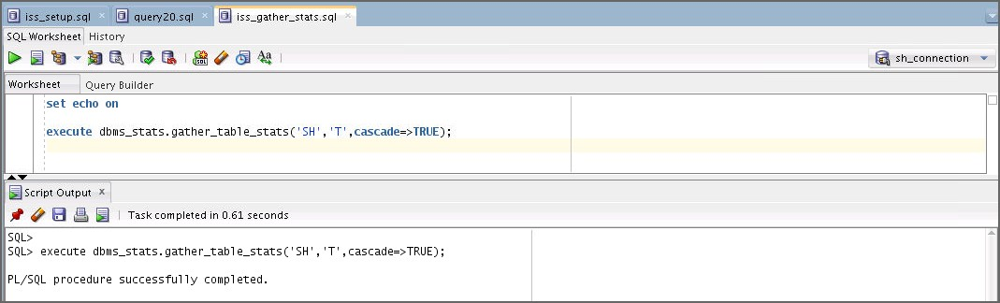 iss_setup.sql × query20.sql × iss_gather_stats.sql ×
SQL Worksheet History
sh_connection
Worksheet Query Builder
set echo on
execute dbms_stats.gather_table_stats('SH','T',cascade=>TRUE);
Script Output ×
Task completed in 0.61 seconds
SQL>
SQL> execute dbms_stats.gather_table_stats('SH','T',cascade=>TRUE);
PL/SQL procedure successfully completed.